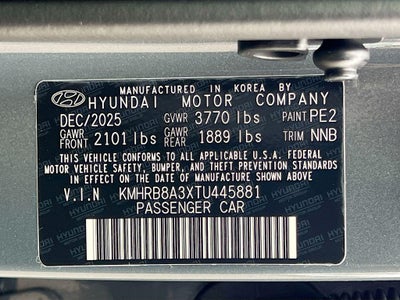 MANUFACTURED IN KOREA BY
HYUNDAI MOTOR COMPANY
DEC/2025 GVWR 3770 lbs PAINT PE2
GAWR FRONT 2101 lbs GAWR REAR 1889 lbs TRIM NNB
THIS VEHICLE CONFORMS TO ALL APPLICABLE U.S.A. FEDERAL
MOTOR VEHICLE SAFETY, BUMPER, AND THEFT PREVENTION
STANDARDS IN EFFECT ON THE DATE OF MANUFACTURE SHOWN ABOVE.
V.I.N KMHRB8A3XTU445881
PASSENGER CAR